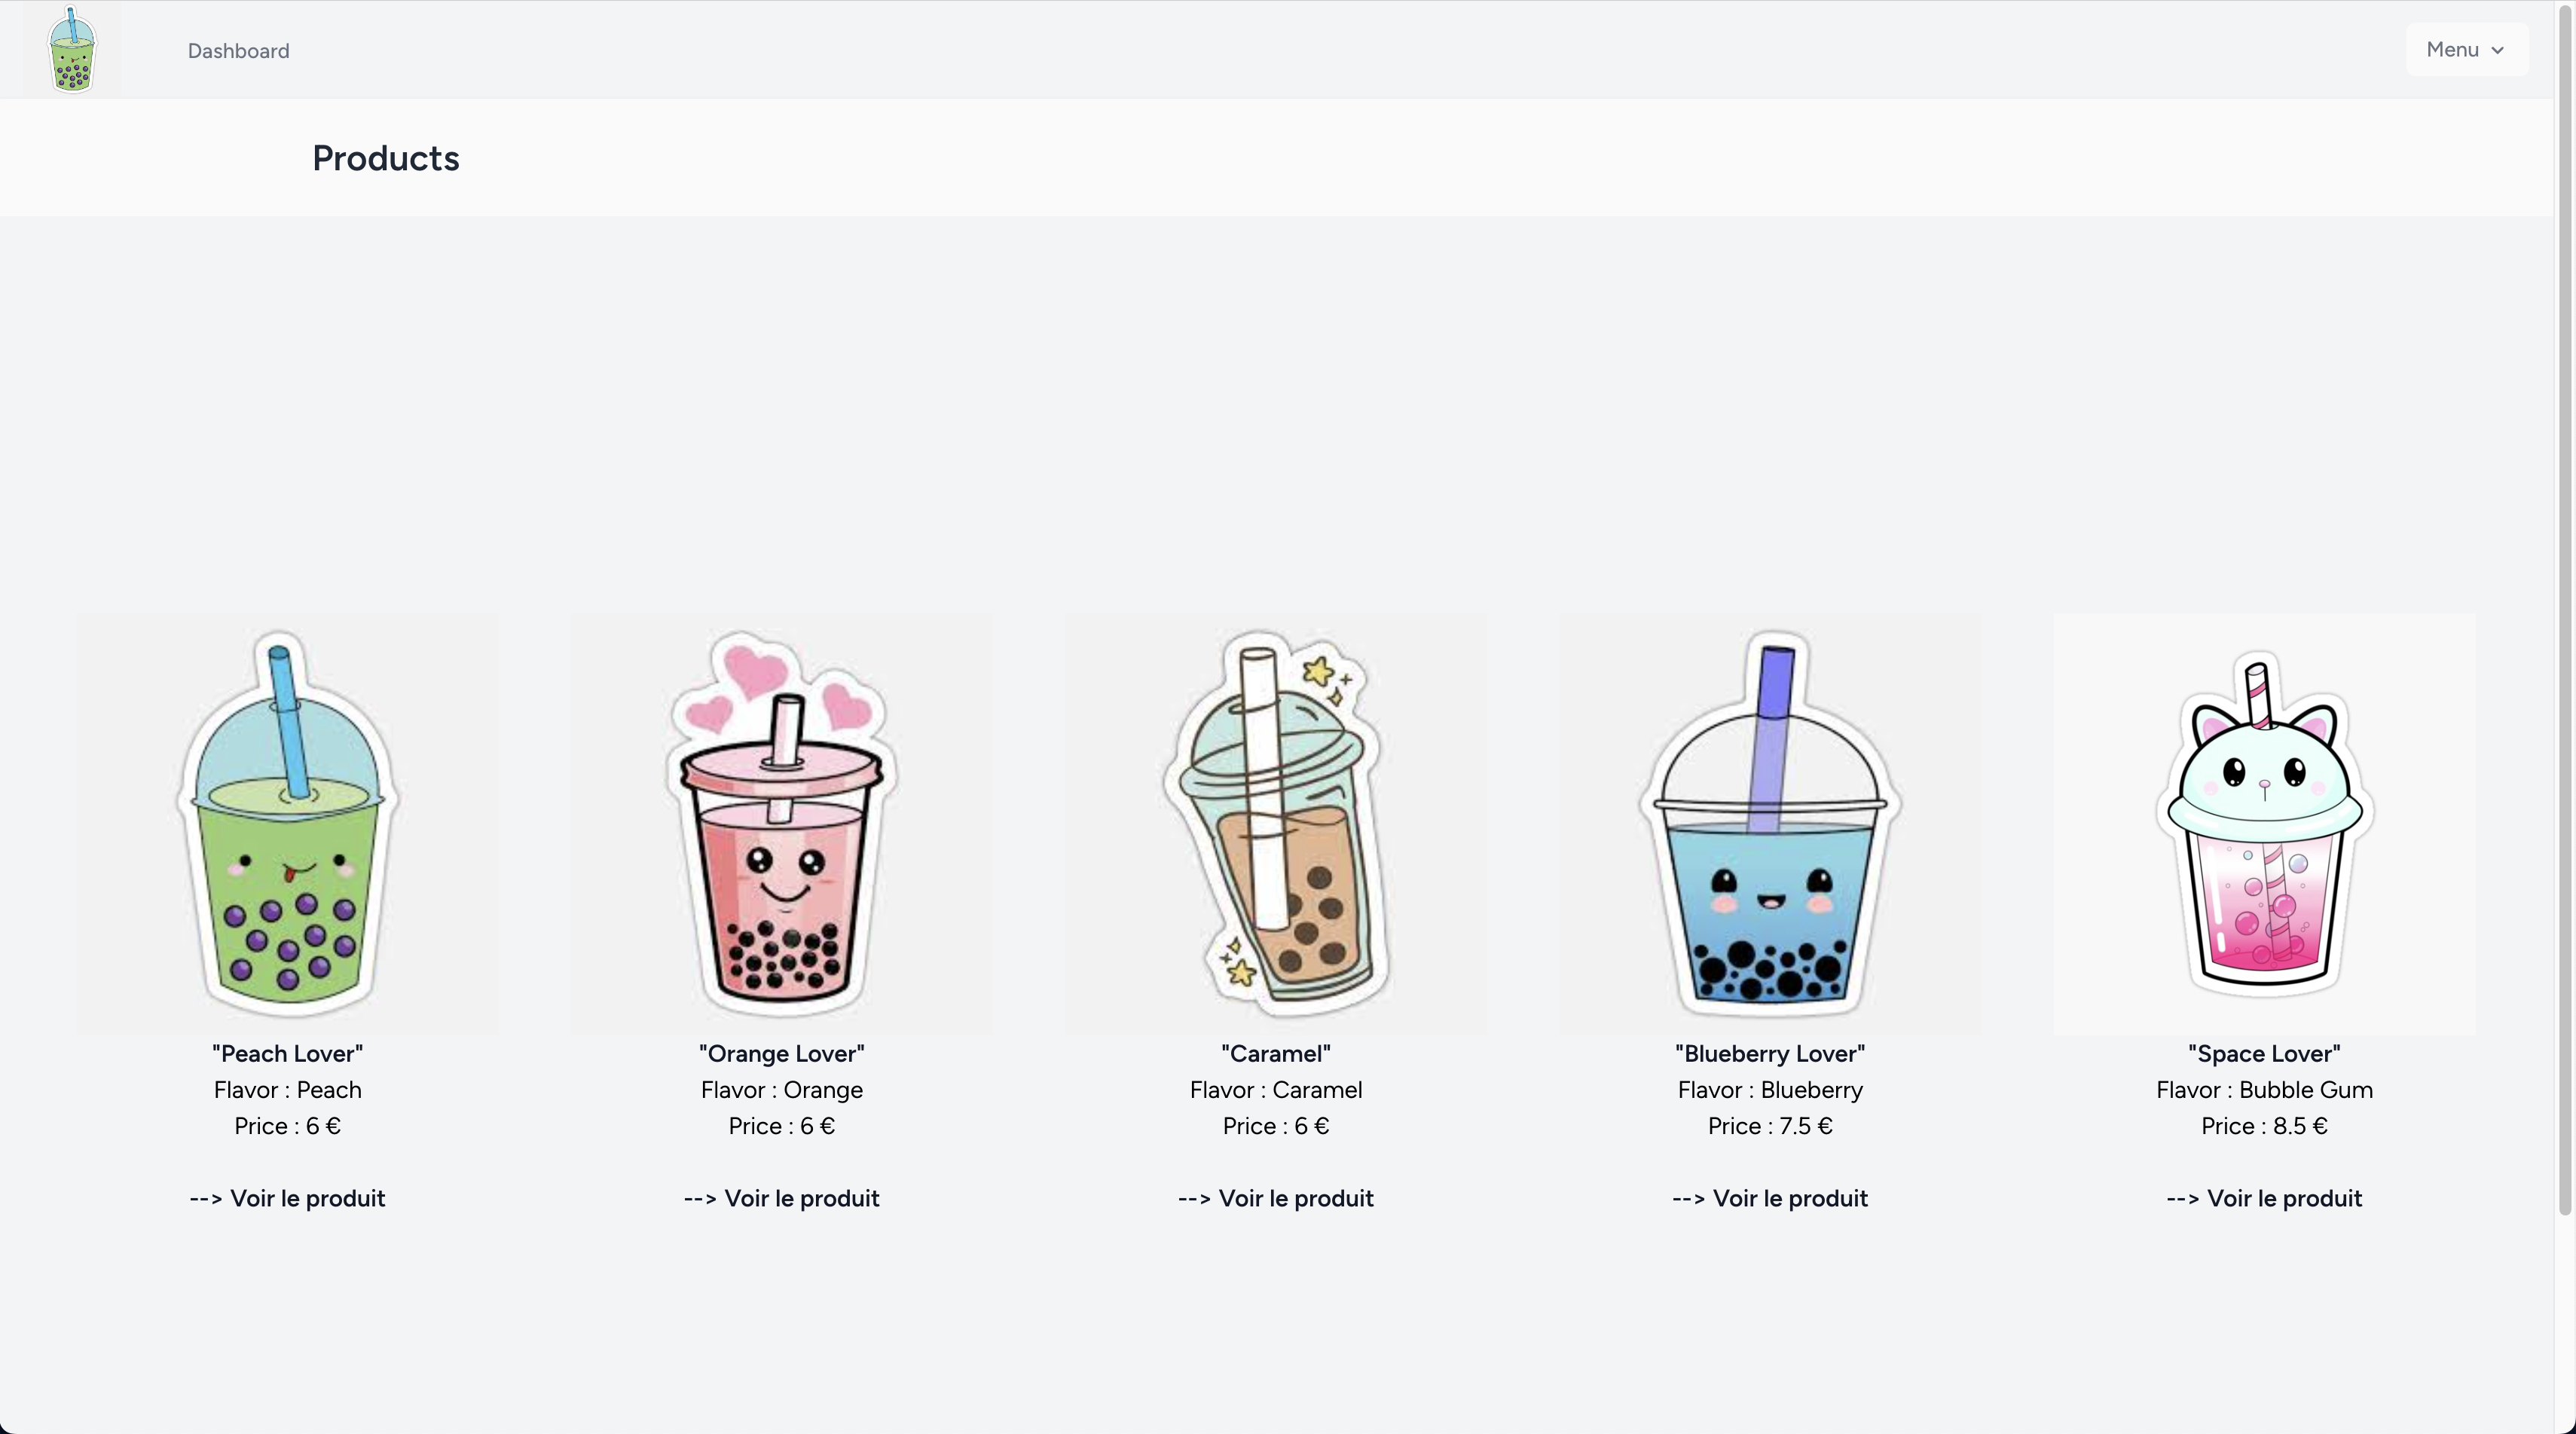 Dashboard
Menu
Products
"Peach Lover"
Flavor : Peach
Price : 6 €
--> Voir le produit
"Orange Lover"
Flavor : Orange
Price : 6 €
--> Voir le produit
"Caramel"
Flavor : Caramel
Price : 6 €
--> Voir le produit
"Blueberry Lover"
Flavor : Blueberry
Price : 7.5 €
--> Voir le produit
"Space Lover"
Flavor : Bubble Gum
Price : 8.5 €
--> Voir le produit